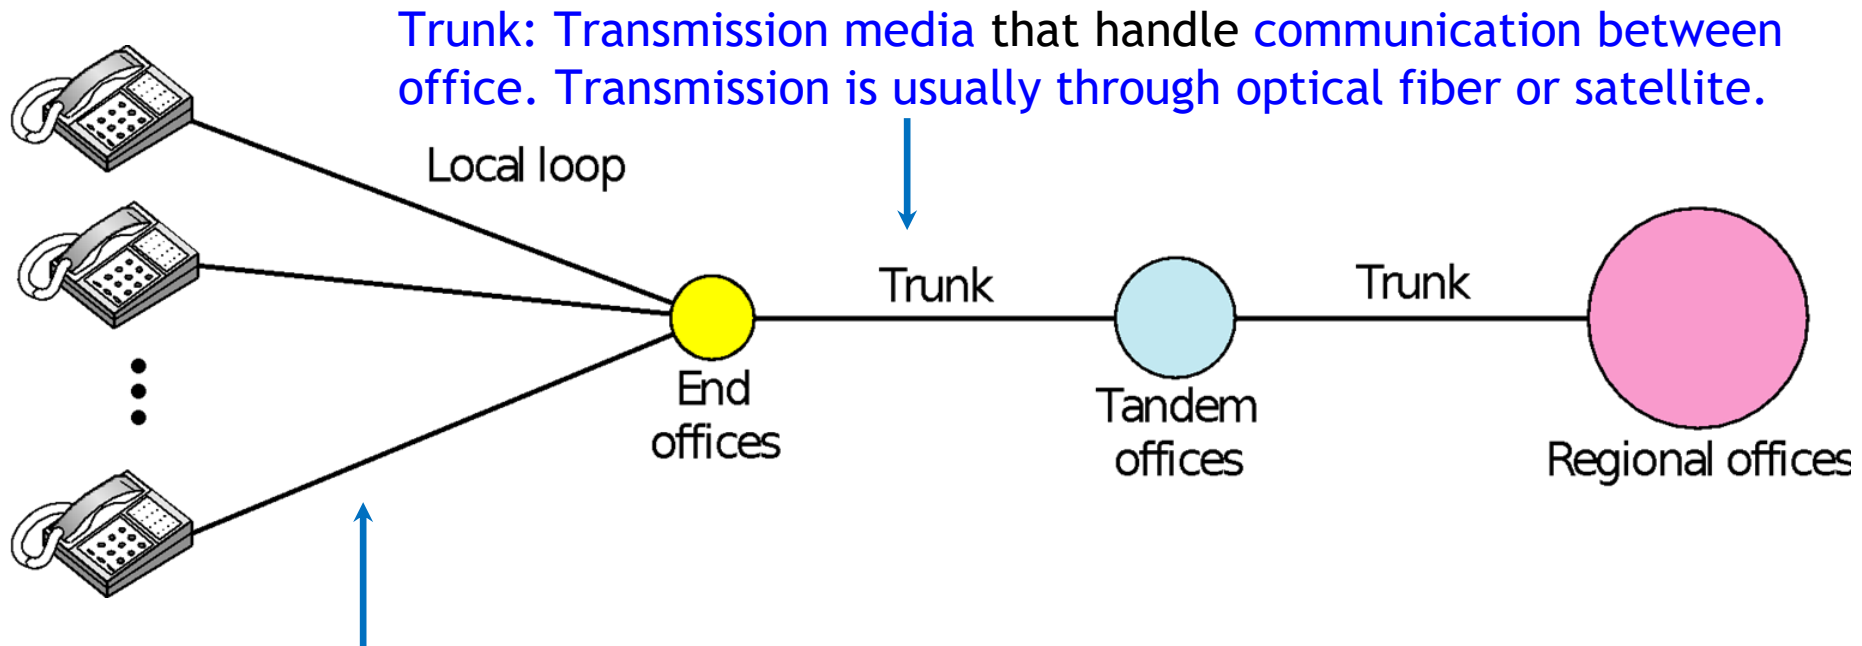 Trunk: Transmission media that handle communication between
office. Transmission is usually through optical fiber or satellite.
Local loop
Trunk
Trunk
End
offices
Tandem
offices
Regional offices